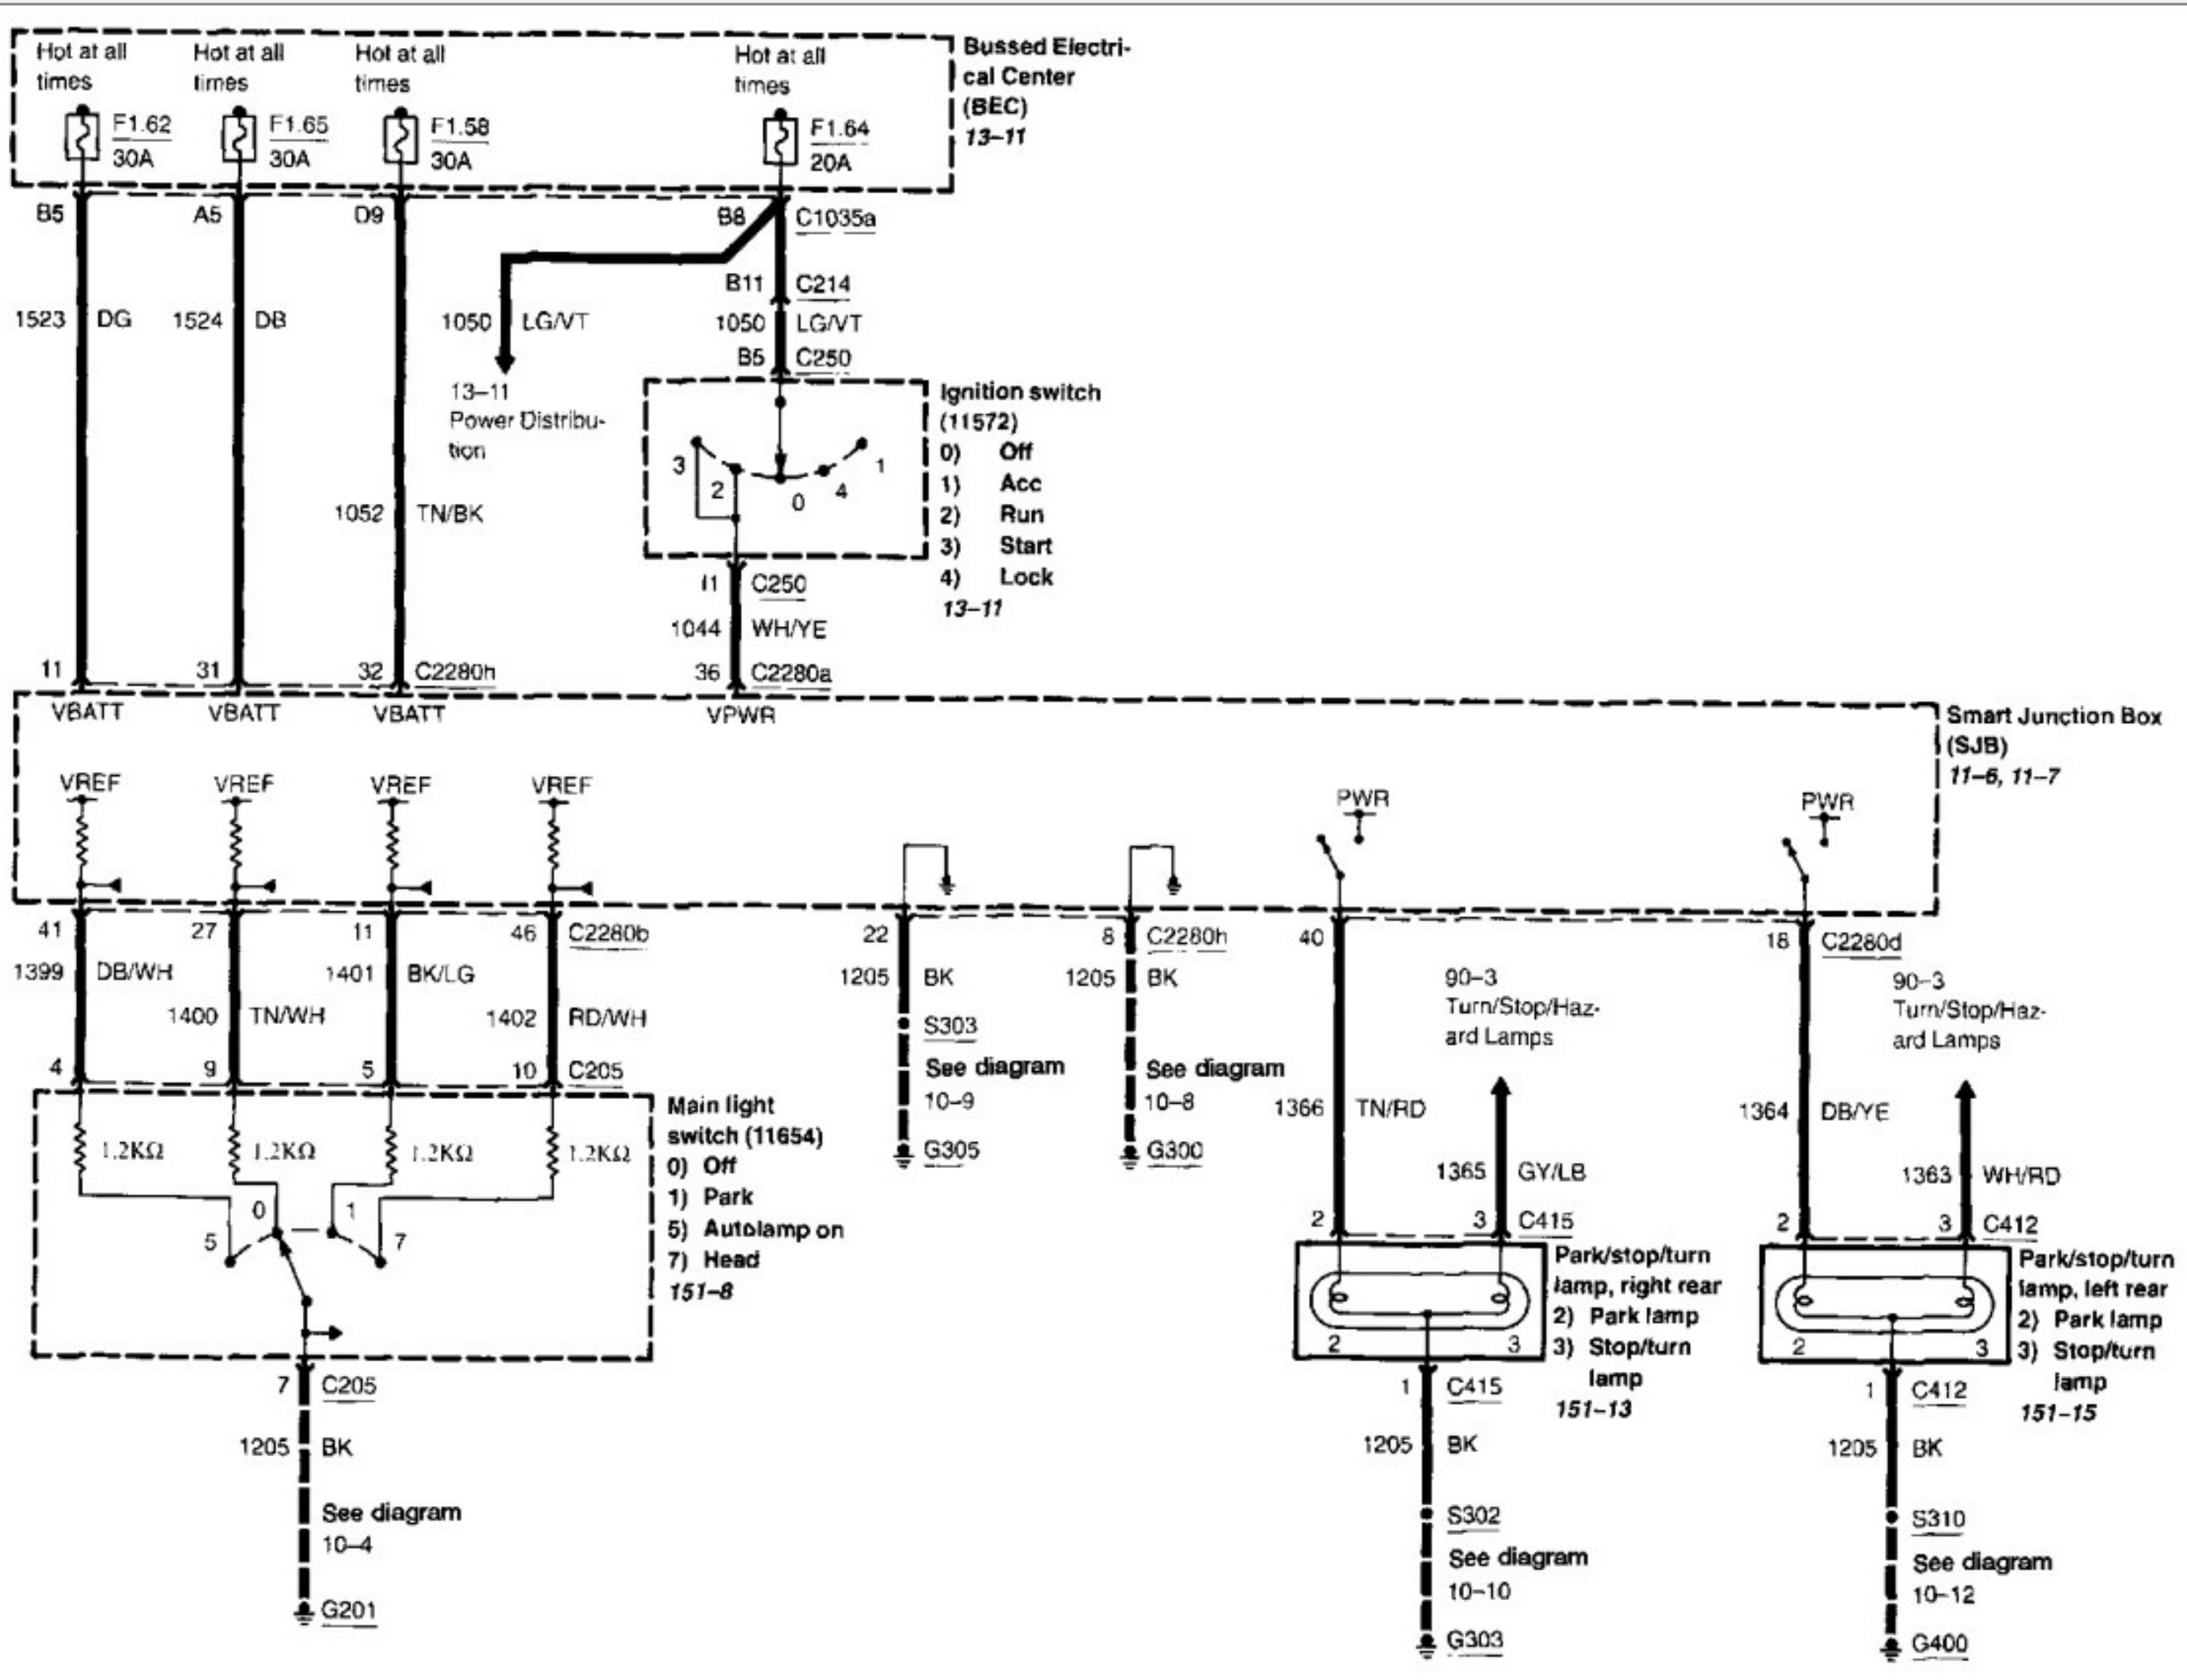 Hot at all
times
Hot at all
times
Hot at all
times
Hot at all
times
Bussed Electri-
cal Center
(BEC)
13–11
F1.62
30A
F1.65
30A
F1.58
30A
F1.64
20A
B5
A5
D9
B8
C1035a
B11
C214
1523
DG
1524
DB
1050
LG/VT
1050
LG/VT
B5
C250
13–11
Power Distribu-
tion
Ignition switch
(11572)
0) Off
1) Acc
2) Run
3) Start
4) Lock
13–11
3
2
0
4
1
1052
TN/BK
11
C250
1044
WH/YE
11
31
32
C2280h
36
C2280a
VBATT
VBATT
VBATT
VPWR
Smart Junction Box
(SJB)
11–6, 11–7
VREF
VREF
VREF
VREF
PWR
PWR
41
27
11
46
C2280b
22
8
C2280h
40
18
C2280d
1399
DB/WH
1401
BK/LG
1205
BK
1205
BK
90–3
Turn/Stop/Haz-
ard Lamps
90–3
Turn/Stop/Haz-
ard Lamps
1400
TN/WH
1402
RD/WH
S303
See diagram
10–9
G305
See diagram
10–8
G300
4
9
5
10
C205
1366
TN/RD
1364
DB/YE
1365
GY/LB
1363
WH/RD
Main light
switch (11654)
0) Off
1) Park
5) Autolamp on
7) Head
151–8
1.2KΩ
1.2KΩ
1.2KΩ
1.2KΩ
5
0
1
7
2
3
C415
2
3
C412
Park/stop/turn
lamp, right rear
2) Park lamp
3) Stop/turn
lamp
151–13
2
3
Park/stop/turn
lamp, left rear
2) Park lamp
3) Stop/turn
lamp
151–15
2
3
7
C205
1
C415
1
C412
1205
BK
1205
BK
1205
BK
See diagram
10–4
G201
S302
See diagram
10–10
G303
S310
See diagram
10–12
G400